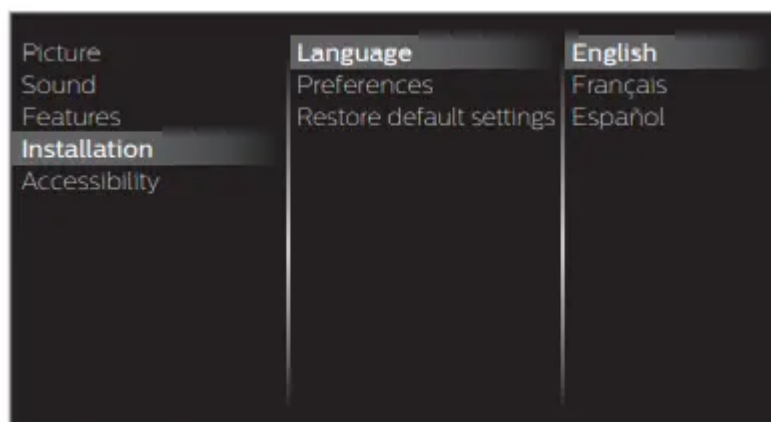 Picture
Sound
Features
Installation
Accessibility
Language
Preferences
Restore default settings
English
Français
Español